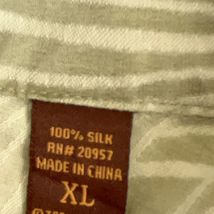 100% SILK
RN# 20957
MADE IN CHINA
XL